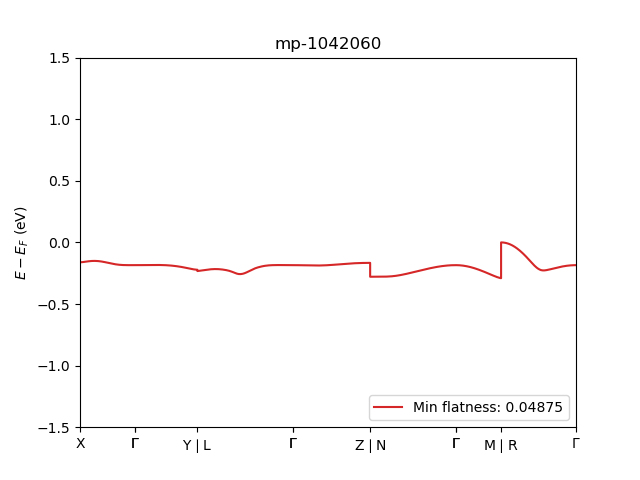 mp-1042060
1.5
1.0
0.5
0.0
−0.5
−1.0
−1.5
E − E_F (eV)
Min flatness: 0.04875
X Γ Y | L Γ Z | N Γ M | R Γ